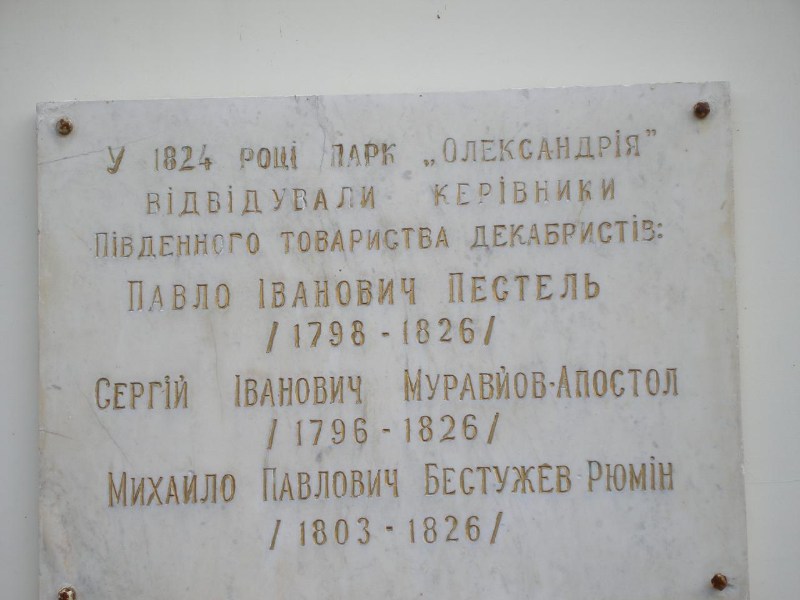 У 1824 РОЦІ ПАРК „ОЛЕКСАНДРІЯ”
ВІДВІДУВАЛИ КЕРІВНИКИ
ПІВДЕННОГО ТОВАРИСТВА ДЕКАБРИСТІВ:
ПАВЛО ІВАНОВИЧ ПЕСТЕЛЬ
/1798-1826/
СЕРГІЙ ІВАНОВИЧ МУРАВЙОВ-АПОСТОЛ
/1796-1826/
МИХАЙЛО ПАВЛОВИЧ БЕСТУЖЕВ РЮМІН
/1803-1826/